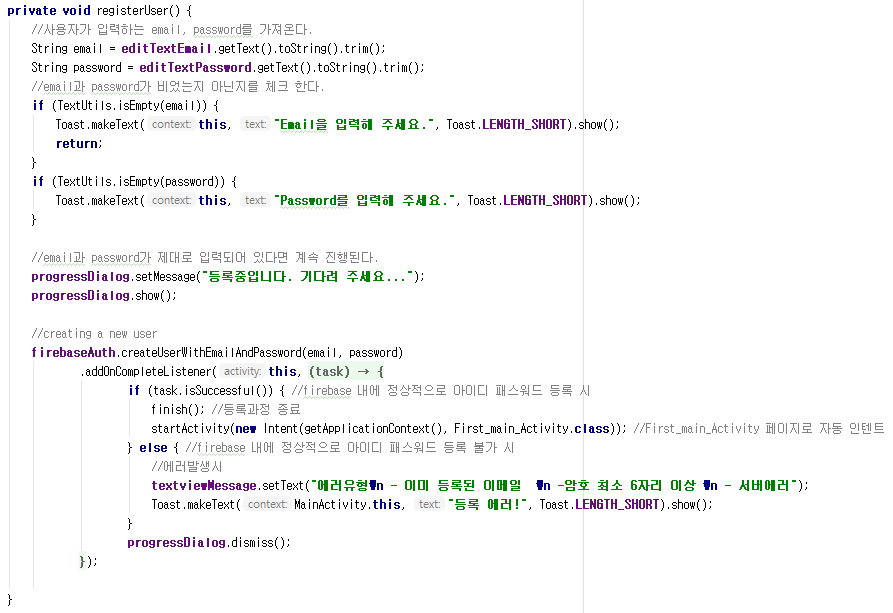 private void registerUser() {
//사용자가 입력하는 email, password를 가져온다.
String email = editTextEmail.getText().toString().trim();
String password = editTextPassword.getText().toString().trim();
//email과 password가 비었는지 아닌지를 체크 한다.
if (TextUtils.isEmpty(email)) {
Toast.makeText( context: this, text: "Email을 입력해 주세요.", Toast.LENGTH_SHORT).show();
return;
}
if (TextUtils.isEmpty(password)) {
Toast.makeText( context: this, text: "Password를 입력해 주세요.", Toast.LENGTH_SHORT).show();
}
//email과 password가 제대로 입력되어 있다면 계속 진행된다.
progressDialog.setMessage("등록중입니다. 기다려 주세요...");
progressDialog.show();
//creating a new user
firebaseAuth.createUserWithEmailAndPassword(email, password)
.addOnCompleteListener( activity: this, (task) → {
if (task.isSuccessful()) { //firebase 내에 정상적으로 아이디 패스워드 등록 시
finish(); //등록과정 종료
startActivity(new Intent(getApplicationContext(), First_main_Activity.class)); //First_main_Activity 페이지로 자동 인텐트
} else { //firebase 내에 정상적으로 아이디 패스워드 등록 불가 시
//에러발생시
textviewMessage.setText("에러유형₩n - 이미 등록된 이메일  ₩n -암호 최소 6자리 이상 ₩n - 서버에러");
Toast.makeText( context: MainActivity.this, text: "등록 에러!", Toast.LENGTH_SHORT).show();
}
progressDialog.dismiss();
});
}